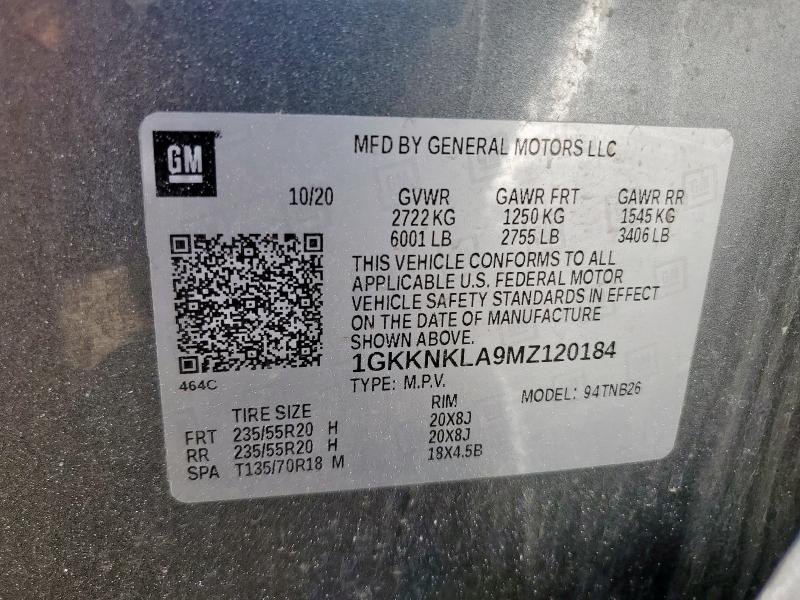 GM
MFD BY GENERAL MOTORS LLC
10/20 GVWR GAWR FRT GAWR RR
2722 KG 1250 KG 1545 KG
6001 LB 2755 LB 3406 LB
THIS VEHICLE CONFORMS TO ALL
APPLICABLE U.S. FEDERAL MOTOR
VEHICLE SAFETY STANDARDS IN EFFECT
ON THE DATE OF MANUFACTURE
SHOWN ABOVE.
1GKKNKLA9MZ120184
464C
TYPE: M.P.V. MODEL: 94TNB26
TIRE SIZE RIM
FRT 235/55R20 H 20X8J
RR 235/55R20 H 20X8J
SPA T135/70R18 M 18X4.5B